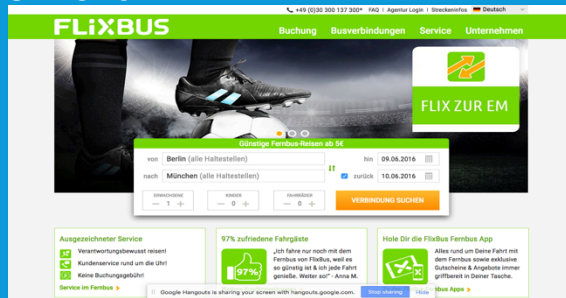 +49 (0)30 300 137 300* FAQ | Agentur Login | Streckeninfos Deutsch
FLiXBUS
Buchung Busverbindungen Service Unternehmen
FLIX ZUR EM
Günstige Fernbus-Reisen ab 5€
von Berlin (alle Haltestellen) hin 09.06.2016
nach München (alle Haltestellen) zurück 10.06.2016
ERWACHSENE KINDER FAHRRÄDER
— 1 + — 0 + — 0 + VERBINDUNG SUCHEN
Ausgezeichneter Service
Verantwortungsbewusst reisen!
Kundenservice rund um die Uhr!
Keine Buchungsgebühr!
Service im Fernbus
97% zufriedene Fahrgäste
97%
„Ich fahre nur noch mit dem
Fernbus von FlixBus, weil es
so günstig ist & ich jede Fahrt
genieße. Weiter so!" - Anna M.
Hole Dir die FlixBus Fernbus App
Alles rund um Deine Fahrt mit
dem Fernbus sowie exklusive
Gutscheine & Angebote immer
griffbereit in Deiner Tasche.
bus Apps
Google Hangouts is sharing your screen with hangouts.google.com. Stop sharing Hide